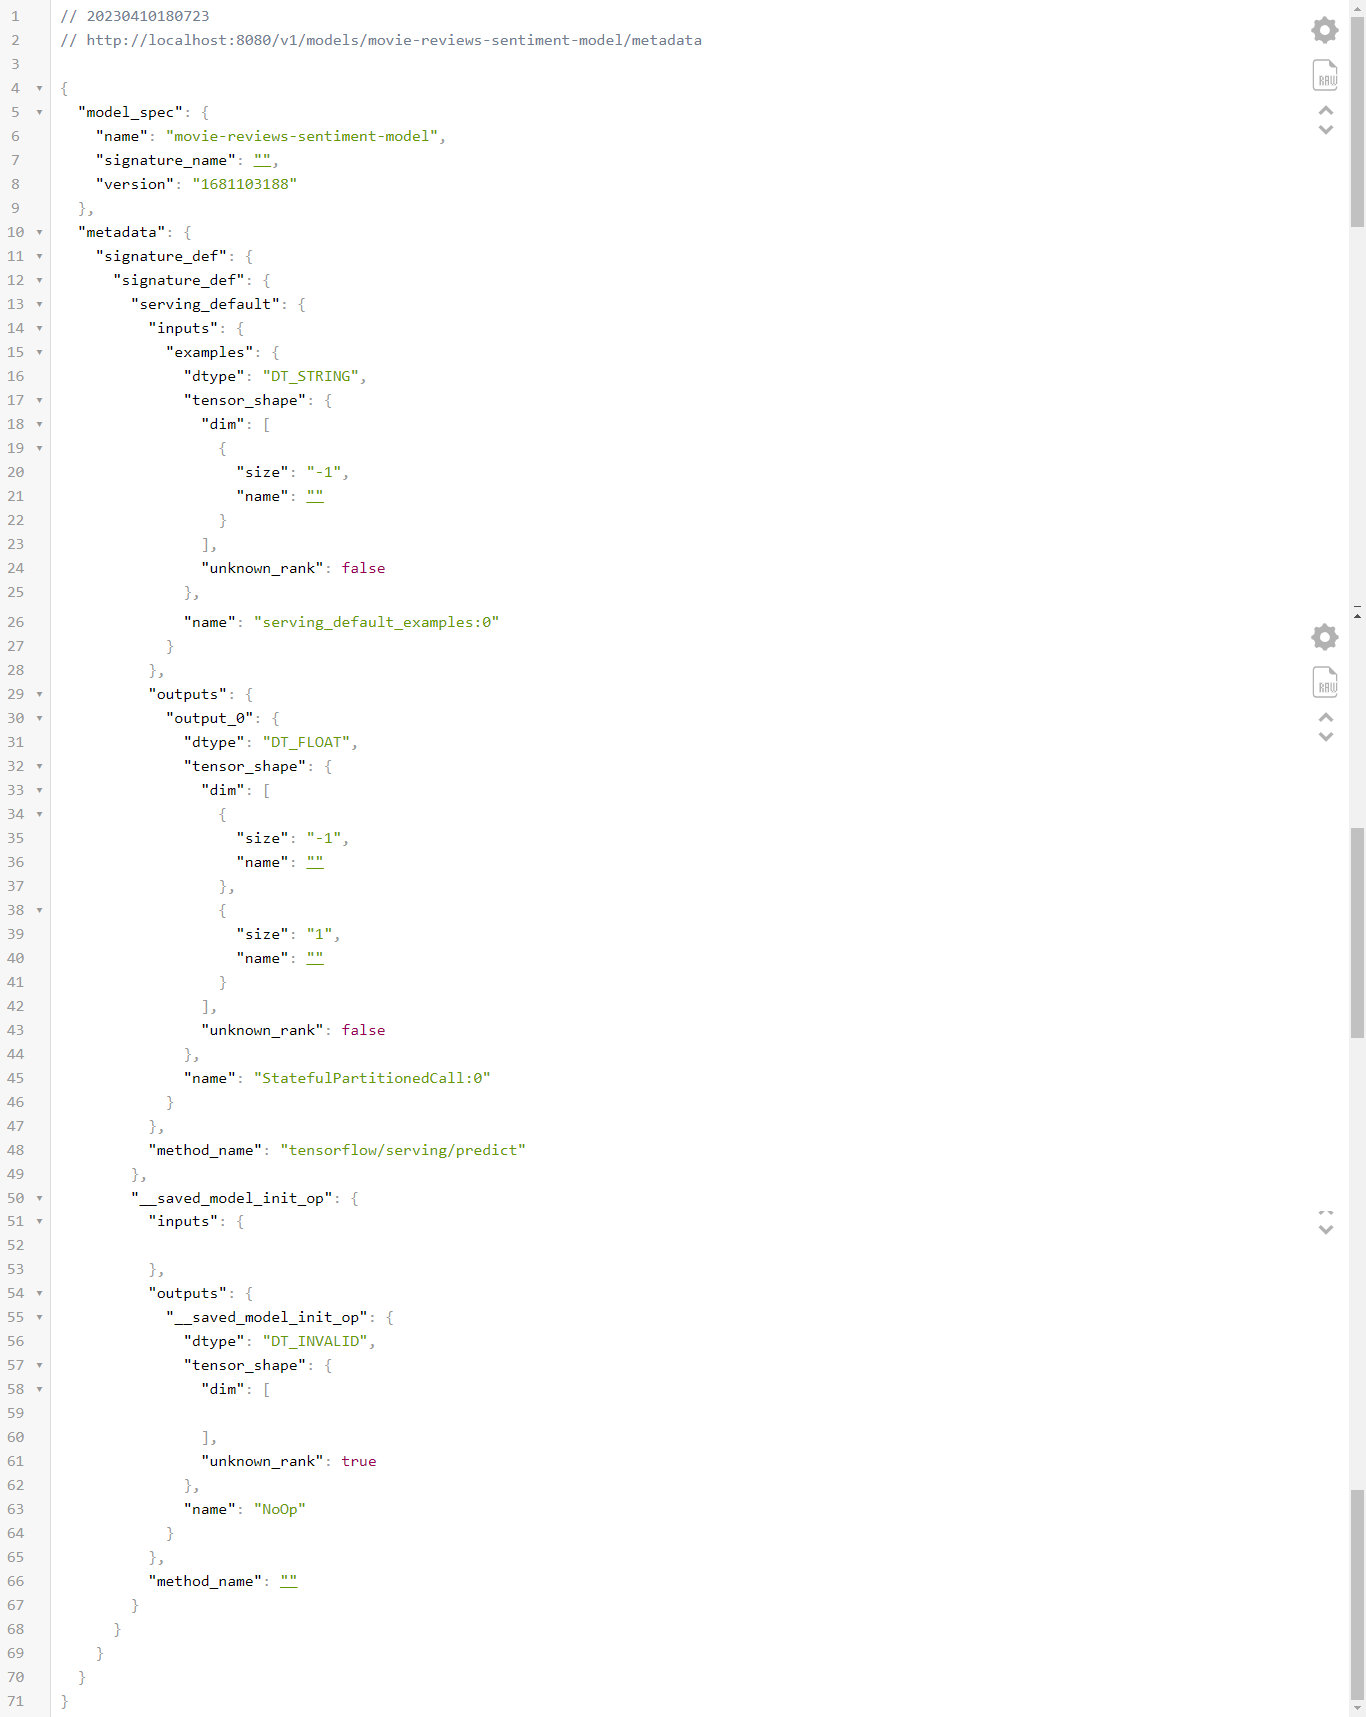 1 // 20230410180723
2 // http://localhost:8080/v1/models/movie-reviews-sentiment-model/metadata
3
4 {
5 "model_spec": {
6 "name": "movie-reviews-sentiment-model",
7 "signature_name": "",
8 "version": "1681103188"
9 },
10 "metadata": {
11 "signature_def": {
12 "signature_def": {
13 "serving_default": {
14 "inputs": {
15 "examples": {
16 "dtype": "DT_STRING",
17 "tensor_shape": {
18 "dim": [
19 {
20 "size": "-1",
21 "name": ""
22 }
23 ],
24 "unknown_rank": false
25 },
26 "name": "serving_default_examples:0"
27 }
28 },
29 "outputs": {
30 "output_0": {
31 "dtype": "DT_FLOAT",
32 "tensor_shape": {
33 "dim": [
34 {
35 "size": "-1",
36 "name": ""
37 },
38 {
39 "size": "1",
40 "name": ""
41 }
42 ],
43 "unknown_rank": false
44 },
45 "name": "StatefulPartitionedCall:0"
46 }
47 },
48 "method_name": "tensorflow/serving/predict"
49 },
50 "__saved_model_init_op": {
51 "inputs": {
52
53 },
54 "outputs": {
55 "__saved_model_init_op": {
56 "dtype": "DT_INVALID",
57 "tensor_shape": {
58 "dim": [
59
60 ],
61 "unknown_rank": true
62 },
63 "name": "NoOp"
64 }
65 },
66 "method_name": ""
67 }
68 }
69 }
70 }
71 }
RAW
RAW